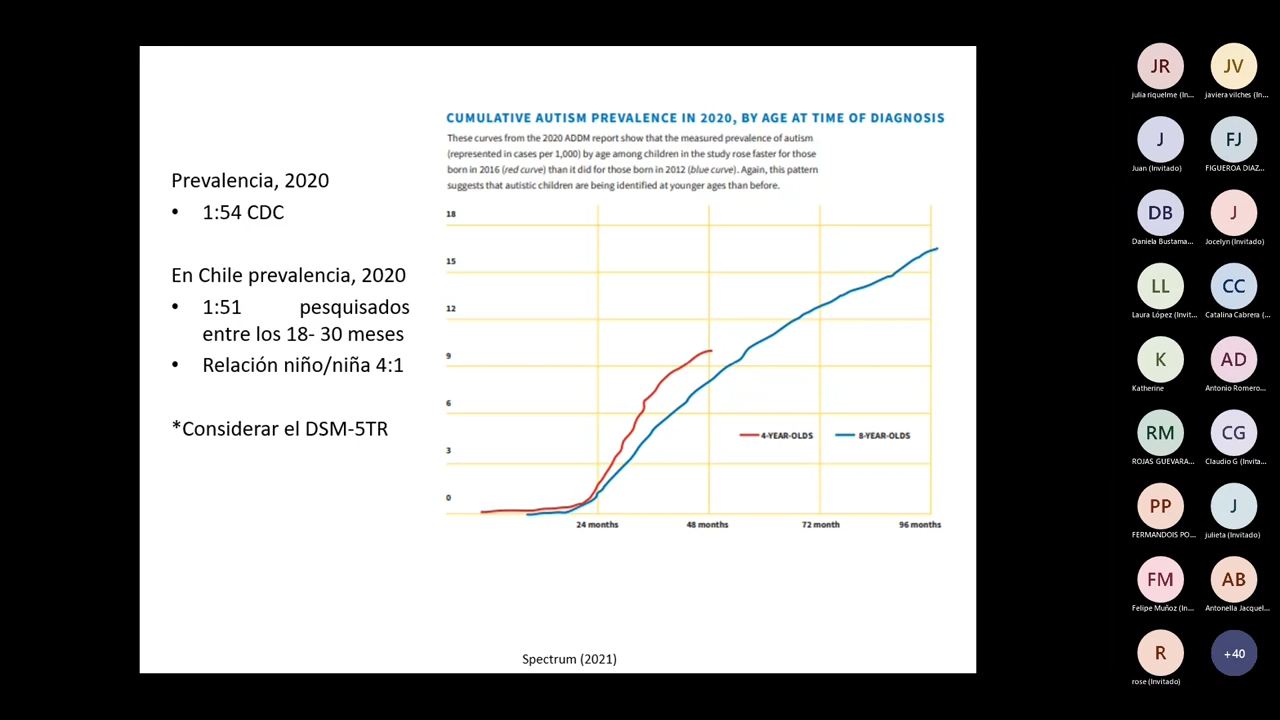 Prevalencia, 2020
• 1:54 CDC
En Chile prevalencia, 2020
• 1:51 pesquisados
entre los 18- 30 meses
• Relación niño/niña 4:1
*Considerar el DSM-5TR
CUMULATIVE AUTISM PREVALENCE IN 2020, BY AGE AT TIME OF DIAGNOSIS
These curves from the 2020 ADDM report show that the measured prevalence of autism
(represented in cases per 1,000) by age among children in the study rose faster for those
born in 2016 (red curve) than it did for those born in 2012 (blue curve). Again, this pattern
suggests that autistic children are being identified at younger ages than before.
18
15
12
9
6
3
0
4-YEAR-OLDS 8-YEAR-OLDS
24 months 48 months 72 month 96 months
Spectrum (2021)
JR JV
julia riquelme (In... javiera vilches (In...
J FJ
Juan (Invitado) FIGUEROA DIAZ...
DB J
Daniela Bustama... Jocelyn (Invitado)
LL CC
Laura López (Invit... Catalina Cabrera (...
K AD
Katherine Antonio Romero...
RM CG
ROJAS GUEVARA... Claudio G (Invita...
PP J
FERMANDOIS PO... julieta (Invitado)
FM AB
Felipe Muñoz (In... Antonella Jacquel...
R +40
rose (Invitado)